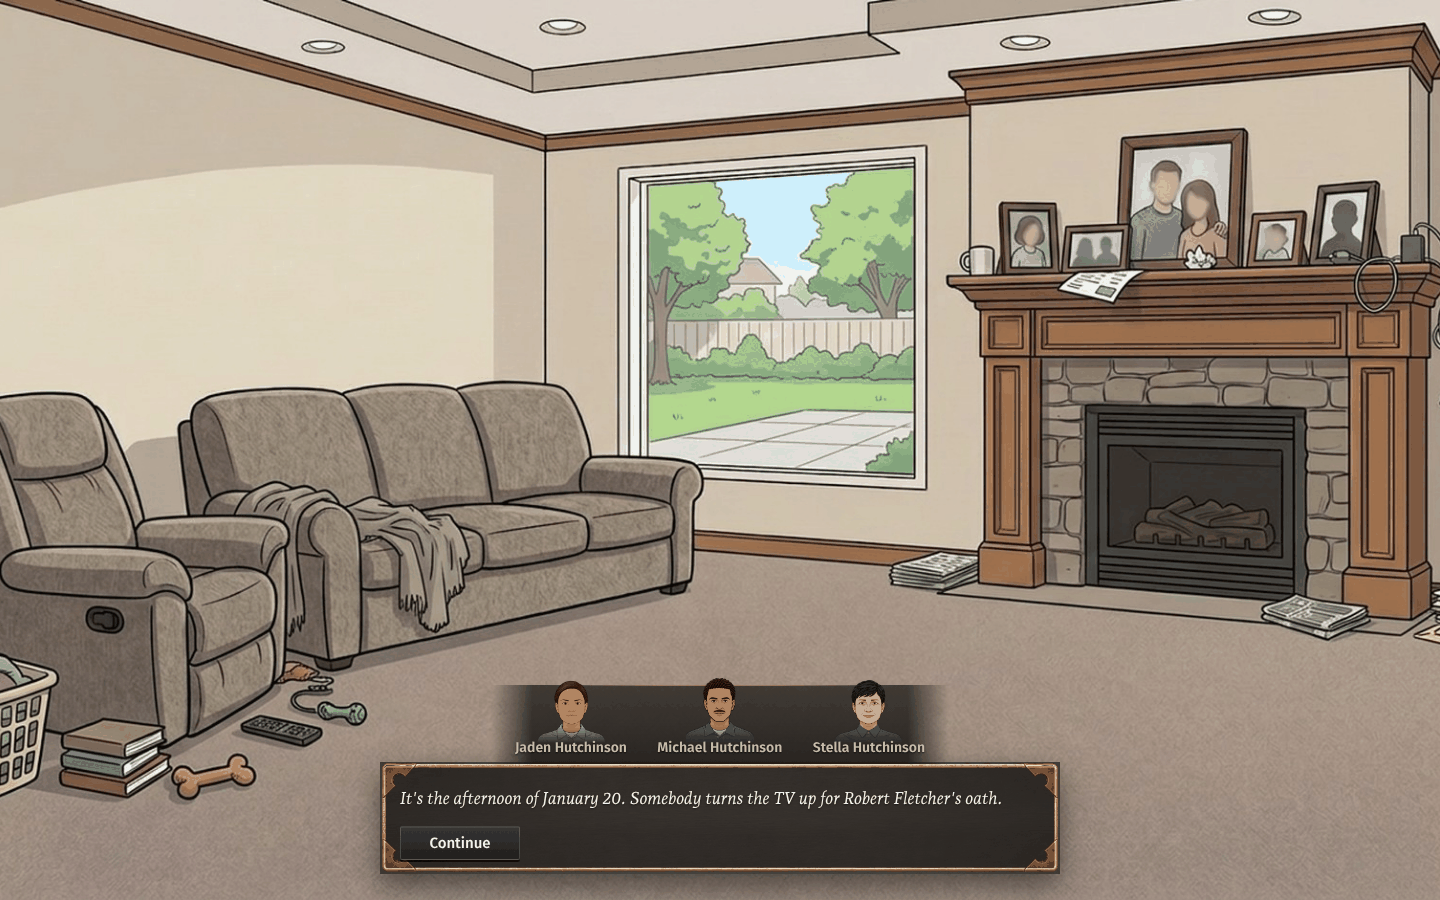 Jaden Hutchinson
Michael Hutchinson
Stella Hutchinson
It's the afternoon of January 20. Somebody turns the TV up for Robert Fletcher's oath.
Continue